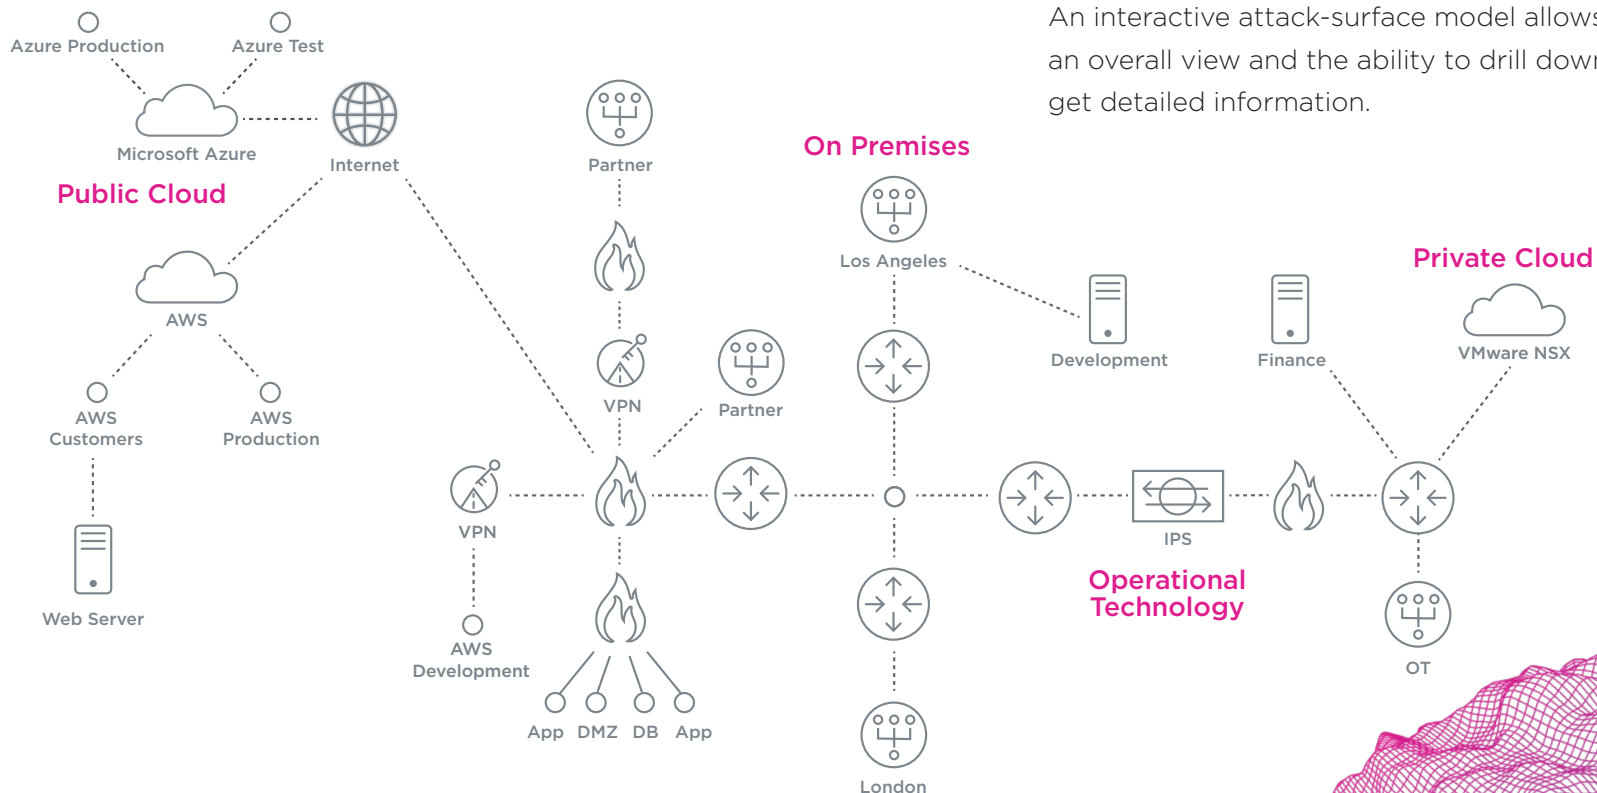 An interactive attack-surface model allows
an overall view and the ability to drill down
get detailed information.
Azure Production
Azure Test
Microsoft Azure
Internet
Public Cloud
Partner
On Premises
Los Angeles
AWS
Private Cloud
Development
Finance
VMware NSX
VPN
Partner
AWS
Customers
AWS
Production
VPN
IPS
Operational
Technology
Web Server
AWS
Development
OT
App
DMZ
DB
App
London